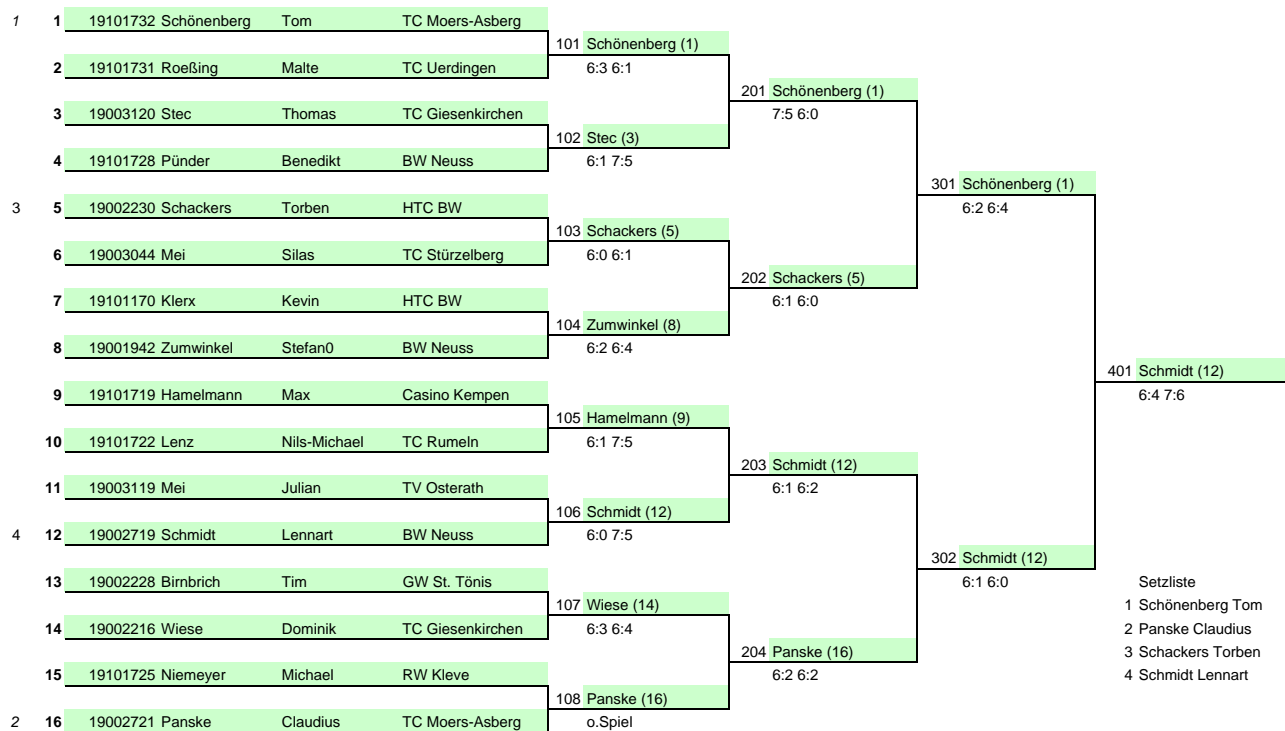 1 1 19101732 Schönenberg Tom TC Moers-Asberg
101 Schönenberg (1)
2 19101731 Roeßing Malte TC Uerdingen 6:3 6:1
201 Schönenberg (1)
3 19003120 Stec Thomas TC Giesenkirchen 7:5 6:0
102 Stec (3)
4 19101728 Pünder Benedikt BW Neuss 6:1 7:5
301 Schönenberg (1)
3 5 19002230 Schackers Torben HTC BW 6:2 6:4
103 Schackers (5)
6 19003044 Mei Silas TC Stürzelberg 6:0 6:1
202 Schackers (5)
7 19101170 Klerx Kevin HTC BW 6:1 6:0
104 Zumwinkel (8)
8 19001942 Zumwinkel Stefan0 BW Neuss 6:2 6:4
401 Schmidt (12)
9 19101719 Hamelmann Max Casino Kempen 6:4 7:6
105 Hamelmann (9)
10 19101722 Lenz Nils-Michael TC Rumeln 6:1 7:5
203 Schmidt (12)
11 19003119 Mei Julian TV Osterath 6:1 6:2
106 Schmidt (12)
4 12 19002719 Schmidt Lennart BW Neuss 6:0 7:5
302 Schmidt (12)
13 19002228 Birnbrich Tim GW St. Tönis 6:1 6:0 Setzliste
107 Wiese (14) 1 Schönenberg Tom
14 19002216 Wiese Dominik TC Giesenkirchen 6:3 6:4 2 Panske Claudius
204 Panske (16) 3 Schackers Torben
15 19101725 Niemeyer Michael RW Kleve 6:2 6:2 4 Schmidt Lennart
108 Panske (16)
2 16 19002721 Panske Claudius TC Moers-Asberg o.Spiel